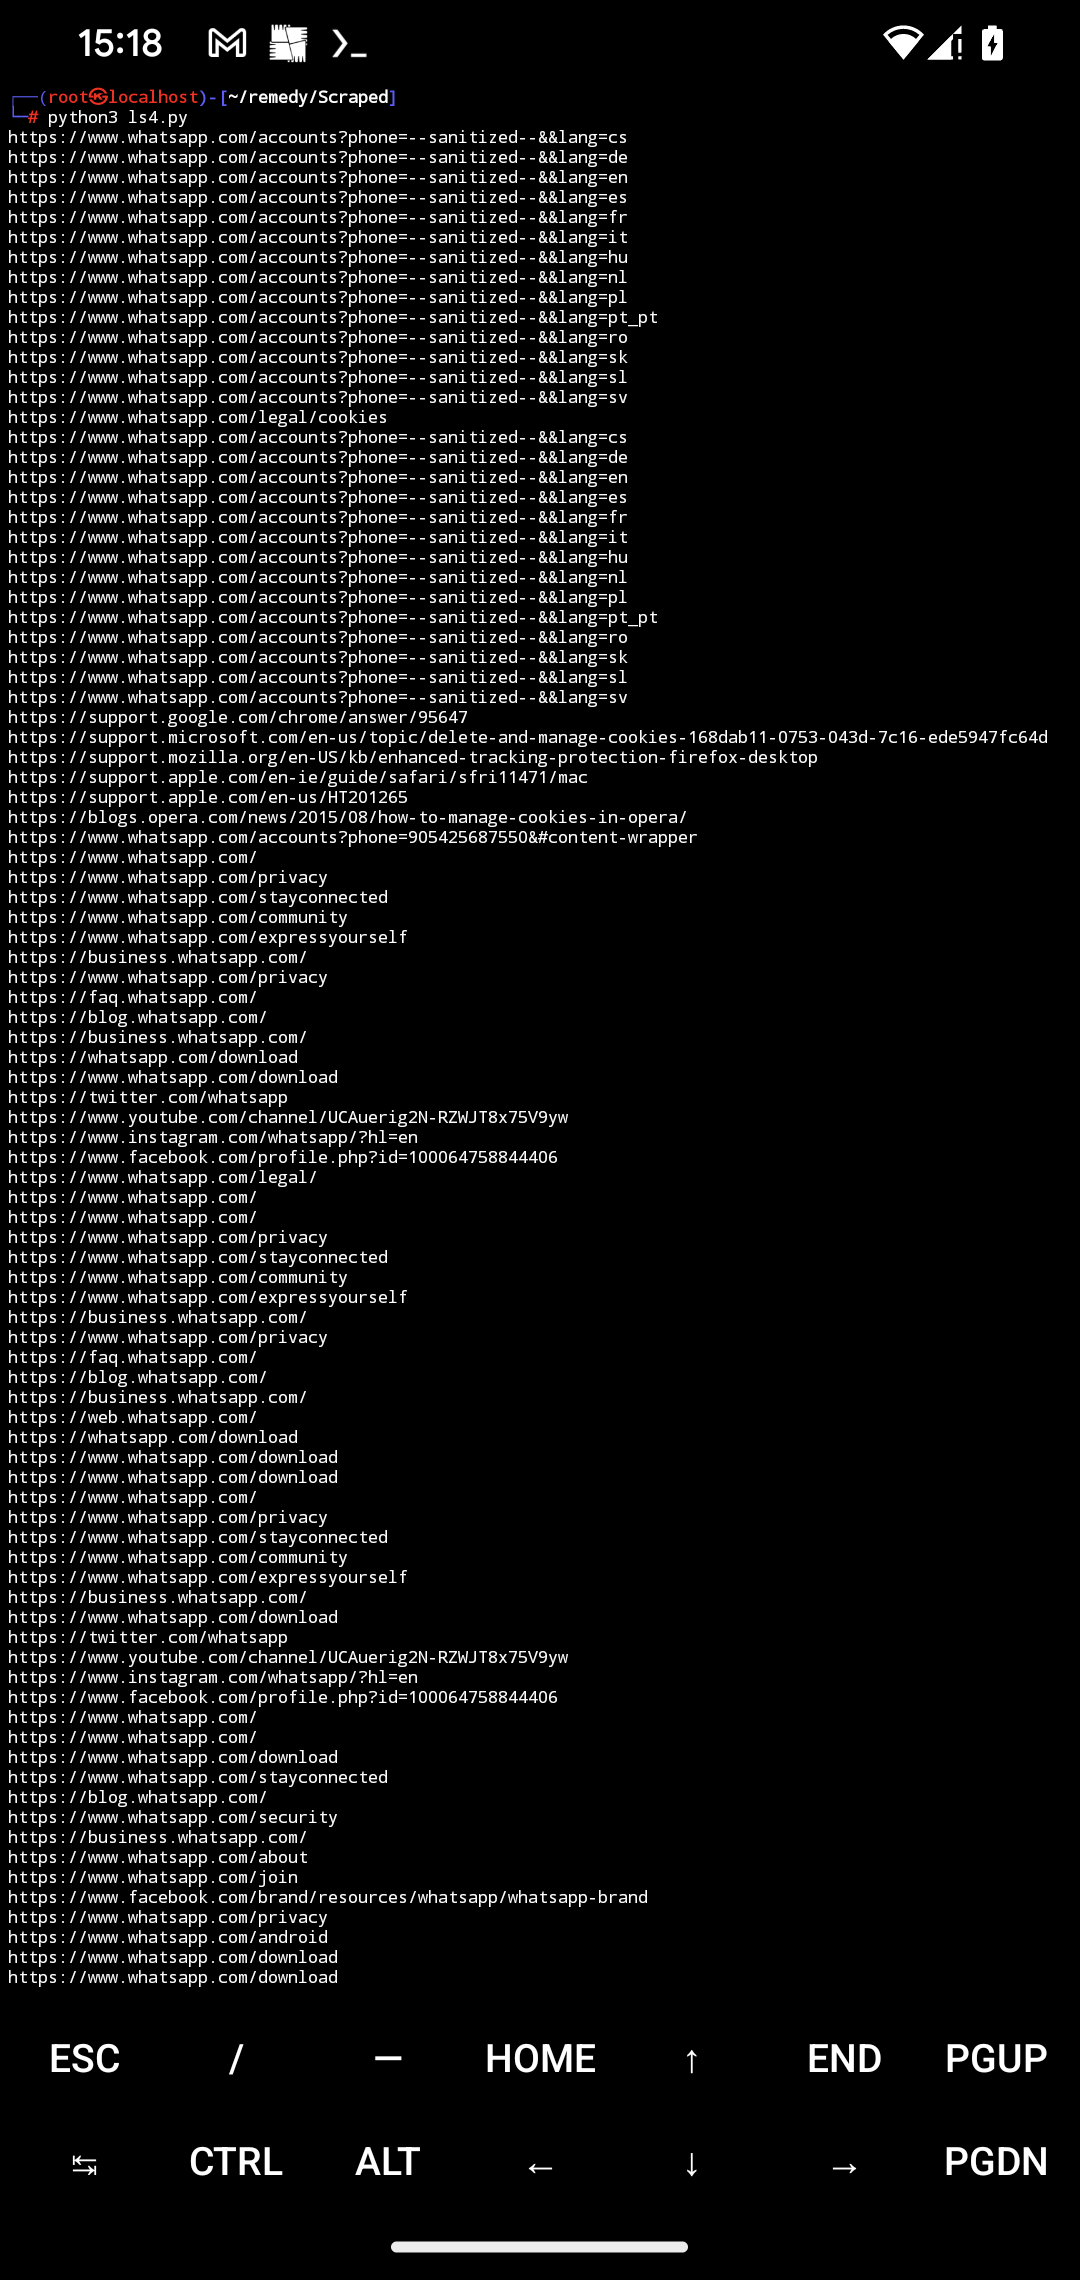 15:18
┌──(root㉿localhost)-[~/remedy/Scraped]
└─# python3 ls4.py
https://www.whatsapp.com/accounts?phone=--sanitized--&&lang=cs
https://www.whatsapp.com/accounts?phone=--sanitized--&&lang=de
https://www.whatsapp.com/accounts?phone=--sanitized--&&lang=en
https://www.whatsapp.com/accounts?phone=--sanitized--&&lang=es
https://www.whatsapp.com/accounts?phone=--sanitized--&&lang=fr
https://www.whatsapp.com/accounts?phone=--sanitized--&&lang=it
https://www.whatsapp.com/accounts?phone=--sanitized--&&lang=hu
https://www.whatsapp.com/accounts?phone=--sanitized--&&lang=nl
https://www.whatsapp.com/accounts?phone=--sanitized--&&lang=pl
https://www.whatsapp.com/accounts?phone=--sanitized--&&lang=pt_pt
https://www.whatsapp.com/accounts?phone=--sanitized--&&lang=ro
https://www.whatsapp.com/accounts?phone=--sanitized--&&lang=sk
https://www.whatsapp.com/accounts?phone=--sanitized--&&lang=sl
https://www.whatsapp.com/accounts?phone=--sanitized--&&lang=sv
https://www.whatsapp.com/legal/cookies
https://www.whatsapp.com/accounts?phone=--sanitized--&&lang=cs
https://www.whatsapp.com/accounts?phone=--sanitized--&&lang=de
https://www.whatsapp.com/accounts?phone=--sanitized--&&lang=en
https://www.whatsapp.com/accounts?phone=--sanitized--&&lang=es
https://www.whatsapp.com/accounts?phone=--sanitized--&&lang=fr
https://www.whatsapp.com/accounts?phone=--sanitized--&&lang=it
https://www.whatsapp.com/accounts?phone=--sanitized--&&lang=hu
https://www.whatsapp.com/accounts?phone=--sanitized--&&lang=nl
https://www.whatsapp.com/accounts?phone=--sanitized--&&lang=pl
https://www.whatsapp.com/accounts?phone=--sanitized--&&lang=pt_pt
https://www.whatsapp.com/accounts?phone=--sanitized--&&lang=ro
https://www.whatsapp.com/accounts?phone=--sanitized--&&lang=sk
https://www.whatsapp.com/accounts?phone=--sanitized--&&lang=sl
https://www.whatsapp.com/accounts?phone=--sanitized--&&lang=sv
https://support.google.com/chrome/answer/95647
https://support.microsoft.com/en-us/topic/delete-and-manage-cookies-168dab11-0753-043d-7c16-ede5947fc64d
https://support.mozilla.org/en-US/kb/enhanced-tracking-protection-firefox-desktop
https://support.apple.com/en-ie/guide/safari/sfri11471/mac
https://support.apple.com/en-us/HT201265
https://blogs.opera.com/news/2015/08/how-to-manage-cookies-in-opera/
https://www.whatsapp.com/accounts?phone=905425687550&#content-wrapper
https://www.whatsapp.com/
https://www.whatsapp.com/privacy
https://www.whatsapp.com/stayconnected
https://www.whatsapp.com/community
https://www.whatsapp.com/expressyourself
https://business.whatsapp.com/
https://www.whatsapp.com/privacy
https://faq.whatsapp.com/
https://blog.whatsapp.com/
https://business.whatsapp.com/
https://whatsapp.com/download
https://www.whatsapp.com/download
https://twitter.com/whatsapp
https://www.youtube.com/channel/UCAuerig2N-RZWJT8x75V9yw
https://www.instagram.com/whatsapp/?hl=en
https://www.facebook.com/profile.php?id=100064758844406
https://www.whatsapp.com/legal/
https://www.whatsapp.com/
https://www.whatsapp.com/
https://www.whatsapp.com/privacy
https://www.whatsapp.com/stayconnected
https://www.whatsapp.com/community
https://www.whatsapp.com/expressyourself
https://business.whatsapp.com/
https://www.whatsapp.com/privacy
https://faq.whatsapp.com/
https://blog.whatsapp.com/
https://business.whatsapp.com/
https://web.whatsapp.com/
https://whatsapp.com/download
https://www.whatsapp.com/download
https://www.whatsapp.com/download
https://www.whatsapp.com/
https://www.whatsapp.com/privacy
https://www.whatsapp.com/stayconnected
https://www.whatsapp.com/community
https://www.whatsapp.com/expressyourself
https://business.whatsapp.com/
https://www.whatsapp.com/download
https://twitter.com/whatsapp
https://www.youtube.com/channel/UCAuerig2N-RZWJT8x75V9yw
https://www.instagram.com/whatsapp/?hl=en
https://www.facebook.com/profile.php?id=100064758844406
https://www.whatsapp.com/
https://www.whatsapp.com/
https://www.whatsapp.com/download
https://www.whatsapp.com/stayconnected
https://blog.whatsapp.com/
https://www.whatsapp.com/security
https://business.whatsapp.com/
https://www.whatsapp.com/about
https://www.whatsapp.com/join
https://www.facebook.com/brand/resources/whatsapp/whatsapp-brand
https://www.whatsapp.com/privacy
https://www.whatsapp.com/android
https://www.whatsapp.com/download
https://www.whatsapp.com/download
ESC / — HOME ↑ END PGUP
↹ CTRL ALT ← ↓ → PGDN